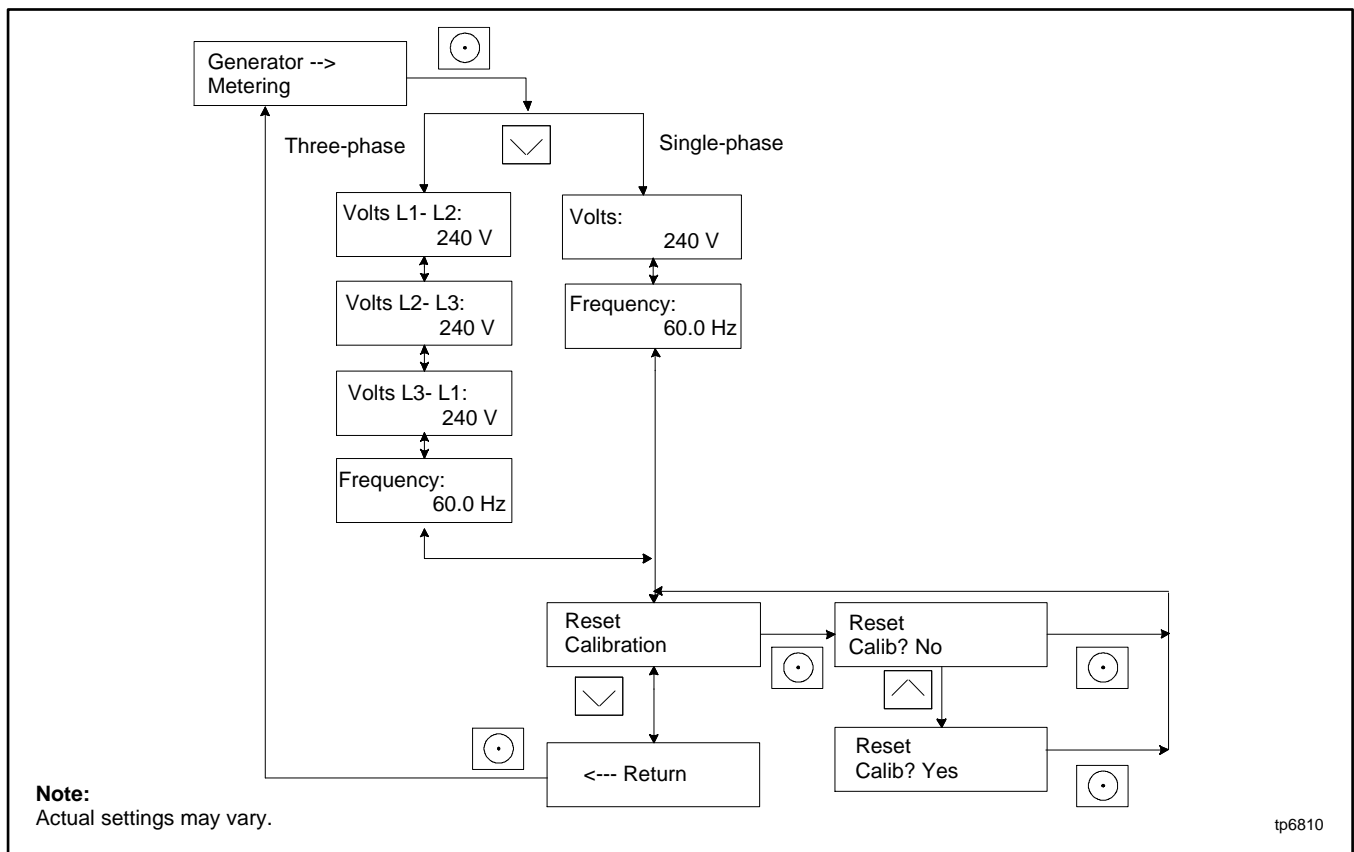 Generator -->
Metering
Three-phase
Single-phase
Volts L1- L2:
240 V
Volts L2- L3:
240 V
Volts L3- L1:
240 V
Frequency:
60.0 Hz
Volts:
240 V
Frequency:
60.0 Hz
Reset
Calibration
Reset
Calib? No
Reset
Calib? Yes
<--- Return
Note:
Actual settings may vary.
tp6810